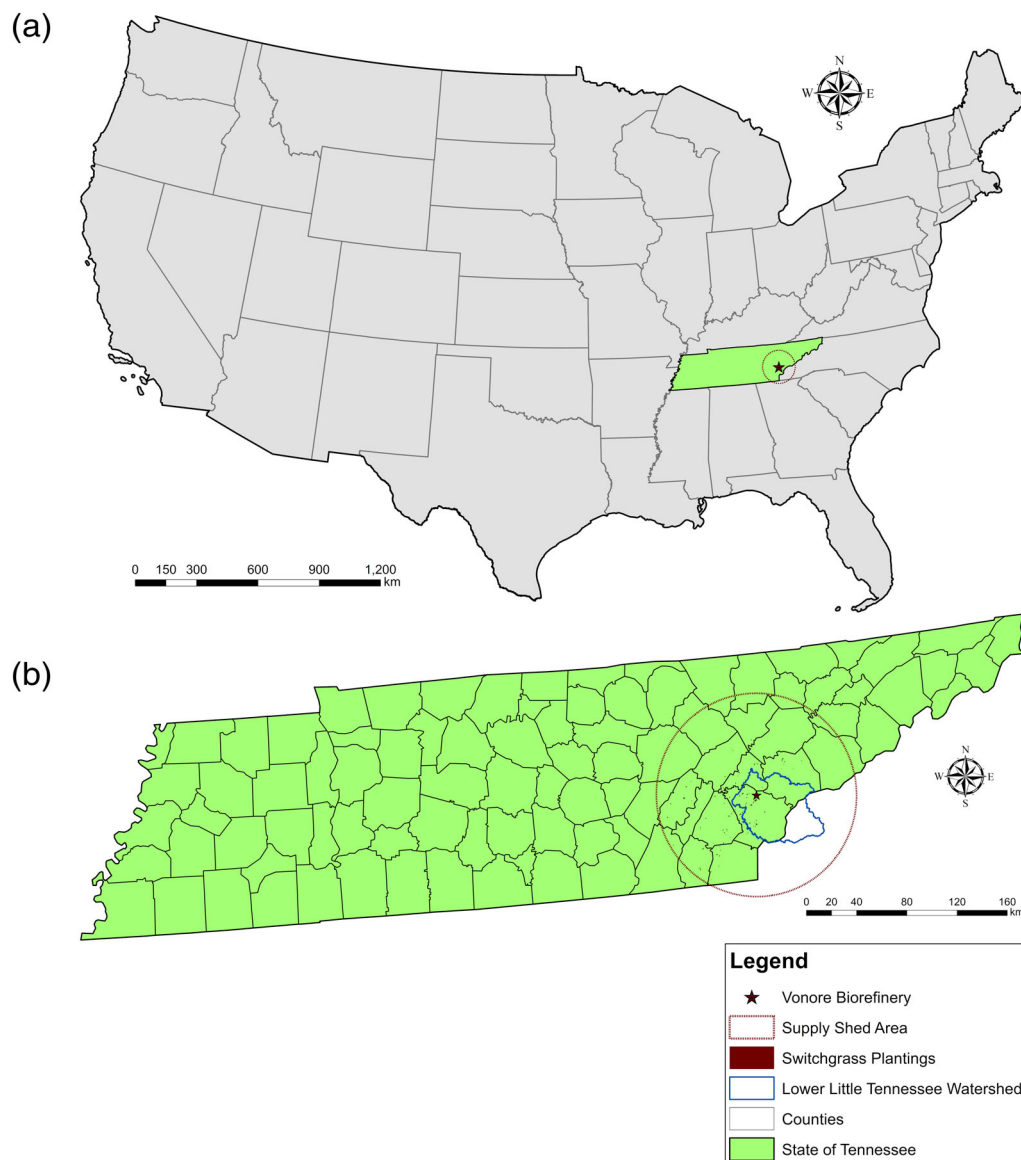 (a)
N
W E
S
0 150 300 600 900 1,200
km
(b)
N
W E
S
0 20 40 80 120 160
km
Legend
Vonore Biorefinery
Supply Shed Area
Switchgrass Plantings
Lower Little Tennessee Watershed
Counties
State of Tennessee